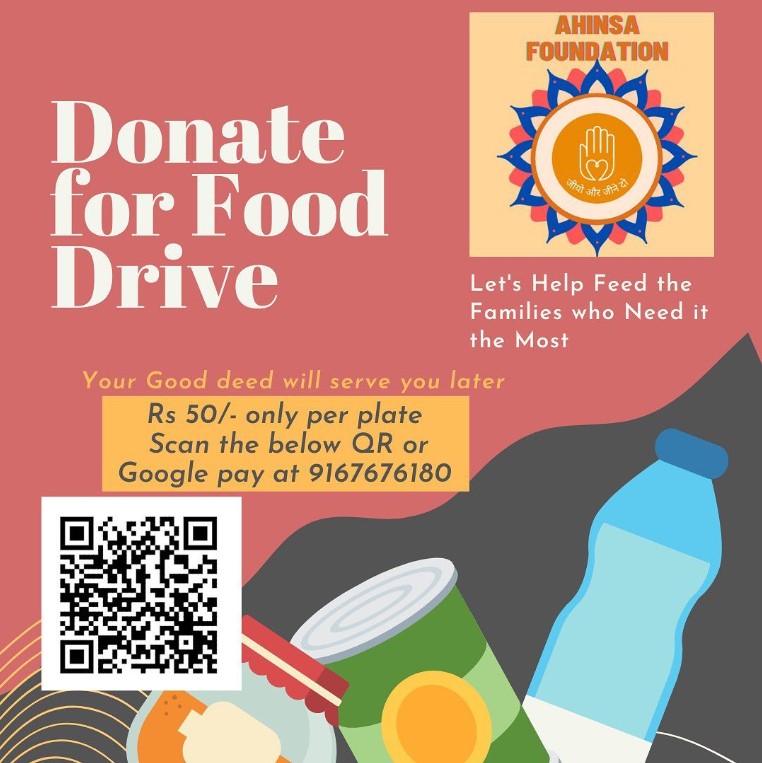 AHINSA
FOUNDATION
जीयो और जीने दो
Donate
for Food
Drive
Let's Help Feed the
Families who Need it
the Most
Your Good deed will serve you later
Rs 50/- only per plate
Scan the below QR or
Google pay at 9167676180